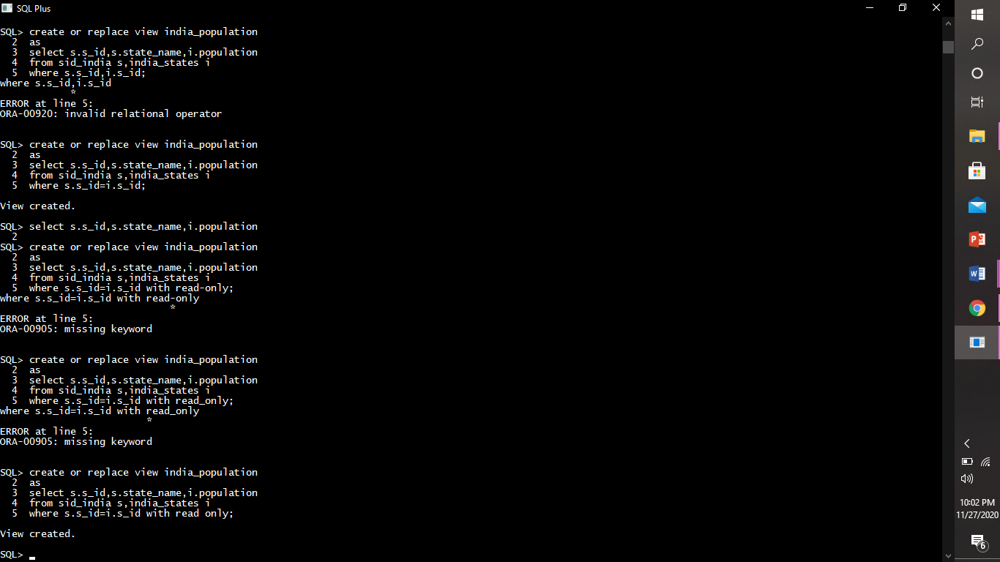 SQL Plus
SQL> create or replace view india_population
2 as
3 select s.s_id,s.state_name,i.population
4 from sid_india s,india_states i
5 where s.s_id,i.s_id;
where s.s_id,i.s_id
*
ERROR at line 5:
ORA-00920: invalid relational operator
SQL> create or replace view india_population
2 as
3 select s.s_id,s.state_name,i.population
4 from sid_india s,india_states i
5 where s.s_id=i.s_id;
View created.
SQL> select s.s_id,s.state_name,i.population
2
SQL> create or replace view india_population
2 as
3 select s.s_id,s.state_name,i.population
4 from sid_india s,india_states i
5 where s.s_id=i.s_id with read-only;
where s.s_id=i.s_id with read-only
*
ERROR at line 5:
ORA-00905: missing keyword
SQL> create or replace view india_population
2 as
3 select s.s_id,s.state_name,i.population
4 from sid_india s,india_states i
5 where s.s_id=i.s_id with read_only;
where s.s_id=i.s_id with read_only
*
ERROR at line 5:
ORA-00905: missing keyword
SQL> create or replace view india_population
2 as
3 select s.s_id,s.state_name,i.population
4 from sid_india s,india_states i
5 where s.s_id=i.s_id with read only;
View created.
SQL>
10:02 PM
11/27/2020
6